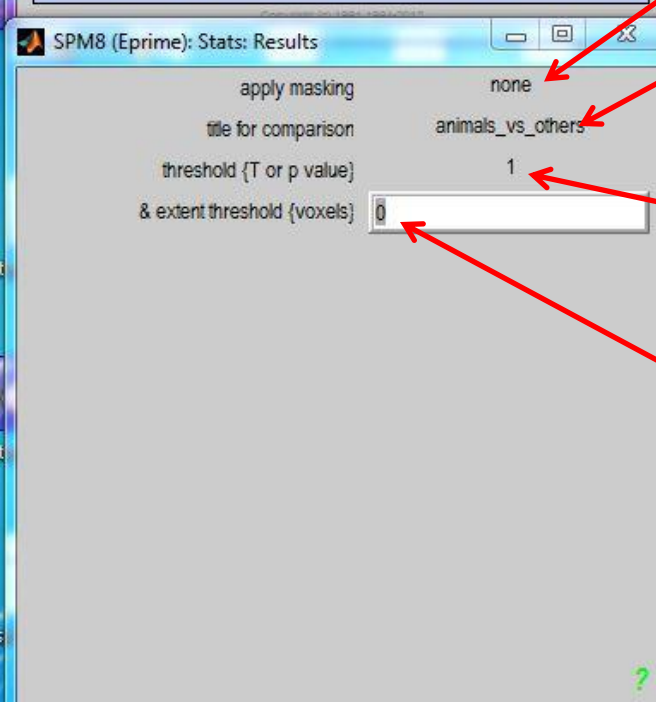 SPM8 (Eprime): Stats: Results
apply masking none
title for comparison animals_vs_others
threshold {T or p value} 1
& extent threshold {voxels} 0
?